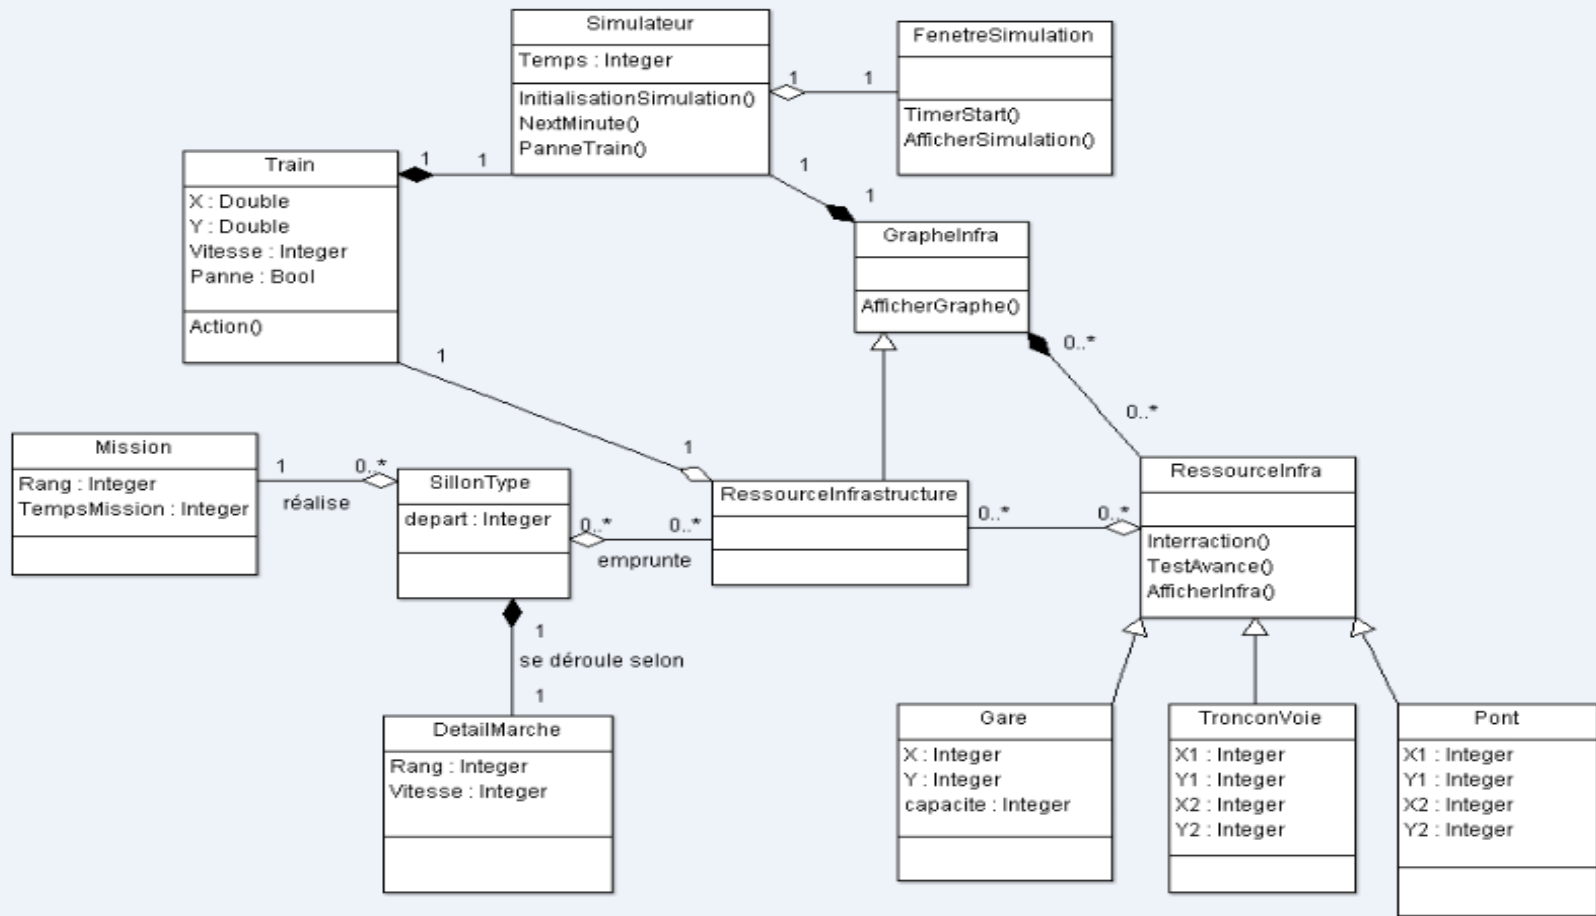 Simulateur
Temps : Integer
InitialisationSimulation()
NextMinute()
PanneTrain()
1
1
FenetreSimulation
TimerStart()
AfficherSimulation()
Train
X : Double
Y : Double
Vitesse : Integer
Panne : Bool
Action()
1
1
1
1
GrapheInfra
AfficherGraphe()
0..*
0..*
1
1
Mission
Rang : Integer
TempsMission : Integer
1
0..*
réalise
SillonType
depart : Integer
0..*
0..*
emprunte
RessourceInfrastructure
0..*
0..*
RessourceInfra
Interraction()
TestAvance()
AfficherInfra()
1
se déroule selon
1
DetailMarche
Rang : Integer
Vitesse : Integer
Gare
X : Integer
Y : Integer
capacite : Integer
TronconVoie
X1 : Integer
Y1 : Integer
X2 : Integer
Y2 : Integer
Pont
X1 : Integer
Y1 : Integer
X2 : Integer
Y2 : Integer